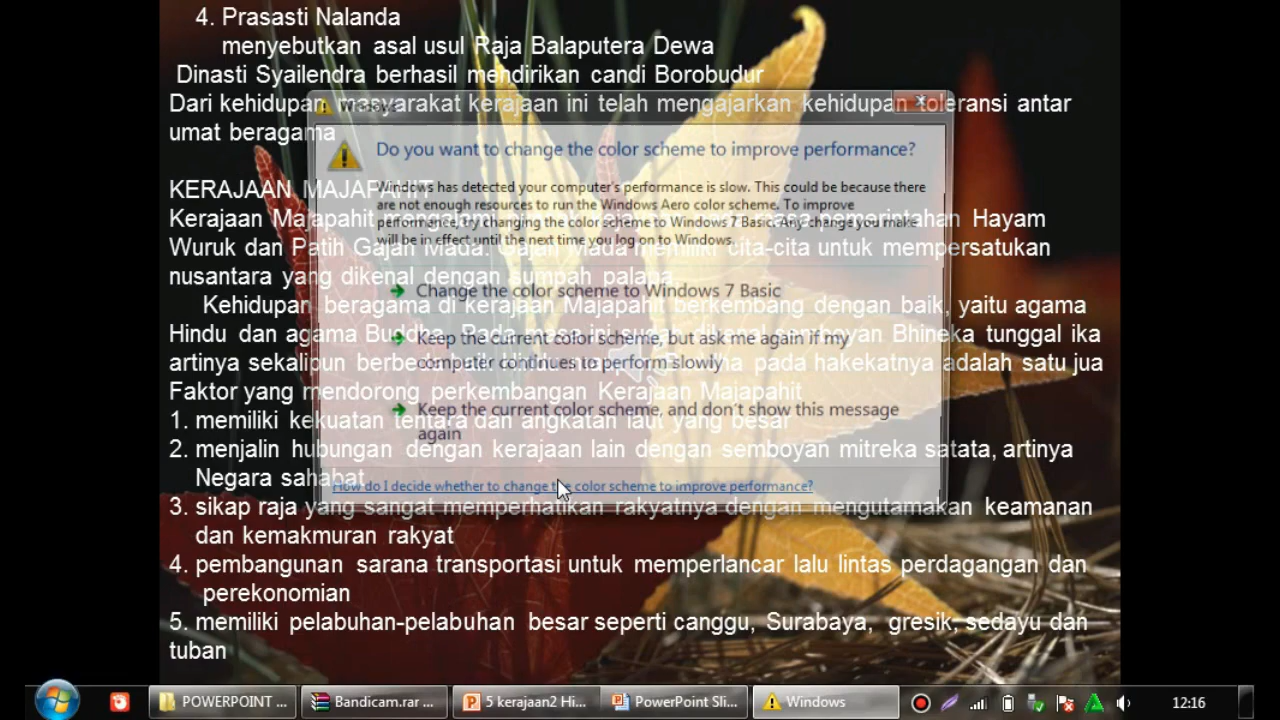 4. Prasasti Nalanda
menyebutkan asal usul Raja Balaputera Dewa
Dinasti Syailendra berhasil mendirikan candi Borobudur
Dari kehidupan masyarakat kerajaan ini telah mengajarkan kehidupan toleransi antar
umat beragama
Do you want to change the color scheme to improve performance?
Windows has detected your computer's performance is slow. This could be because there
are not enough resources to run the Windows Aero color scheme. To improve
performance, try changing the color scheme to Windows 7 Basic. Any change you make
will be in effect until the next time you log on to Windows.
Change the color scheme to Windows 7 Basic
Keep the current color scheme, but ask me again if my
computer continues to perform slowly
Keep the current color scheme, and don't show this message
again
How do I decide whether to change the color scheme to improve performance?
KERAJAAN MAJAPAHIT
Kerajaan Majapahit mengalami masa pemerintahan Hayam
Wuruk dan Patih Gajah Mada. Gajah Mada memiliki cita-cita untuk mempersatukan
nusantara yang dikenal dengan sumpah palapa.
Kehidupan beragama di kerajaan Majapahit berkembang dengan baik, yaitu agama
Hindu dan agama Buddha. Pada masa ini sudah dikenal semboyan Bhineka tunggal ika
artinya sekalipun berbeda pada hakekatnya adalah satu jua
Faktor yang mendorong perkembangan Kerajaan Majapahit
1. memiliki kekuatan tentara dan angkatan laut yang besar
2. menjalin hubungan dengan kerajaan lain dengan semboyan mitreka satata, artinya
Negara sahabat
3. sikap raja yang sangat memperhatikan rakyatnya dengan mengutamakan keamanan
dan kemakmuran rakyat
4. pembangunan sarana transportasi untuk memperlancar lalu lintas perdagangan dan
perekonomian
5. memiliki pelabuhan-pelabuhan besar seperti canggu, Surabaya, gresik, sedayu dan
tuban
POWERPOINT ...
Bandicam.rar ...
5 kerajaan2 Hi...
PowerPoint Sli...
Windows
12:16